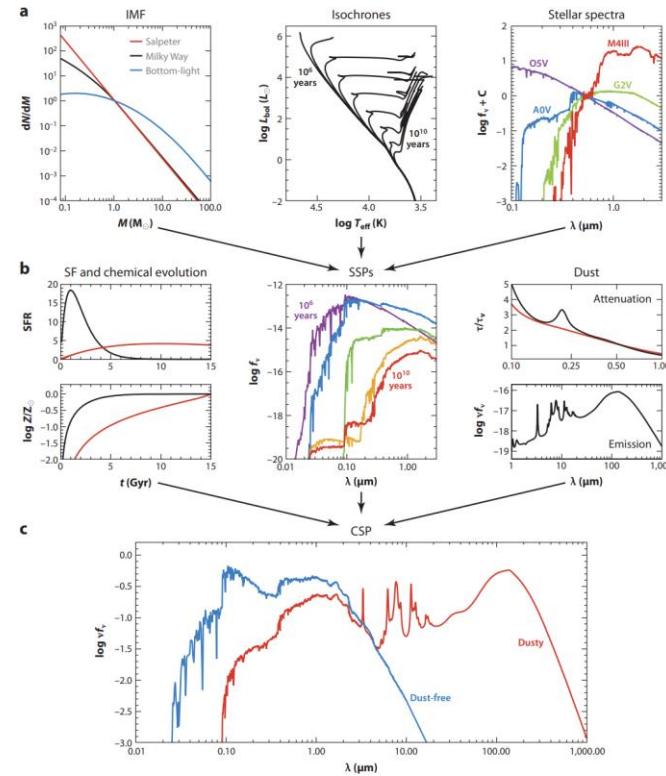 a
IMF
Isochrones
Stellar spectra
10⁵
10⁴
10³
10²
10¹
10⁰
10⁻¹
10⁻²
10⁻³
10⁻⁴
dN/dM
Salpeter
Milky Way
Bottom-light
0.1
1.0
10.0
100.0
M (M☉)
6
4
2
0
−2
log L_bol (L☉)
10⁶
years
10¹⁰
years
4.5
4.0
3.5
log T_eff (K)
2
1
0
−1
−2
−3
log f_ν + C
O5V
M4III
G2V
A0V
0.1
1.0
λ (μm)
b
SF and chemical evolution
SSPs
Dust
20
15
10
5
0
SFR
0.0
−0.5
−1.0
−1.5
−2.0
log Z/Z☉
0
5
10
15
t (Gyr)
−12
−14
−16
−18
−20
log f_ν
10⁶
years
10¹⁰
years
0.01
0.10
1.00
λ (μm)
5
4
3
2
1
τ/τ_v
Attenuation
0.10
0.25
0.50
1.00
−16
−17
−18
−19
log νf_ν
Emission
1
10
100
1,000
λ (μm)
c
CSP
0.0
−0.5
−1.0
−1.5
−2.0
−2.5
−3.0
log νf_ν
Dusty
Dust-free
0.01
0.10
1.00
10.00
100.00
1,000.00
λ (μm)